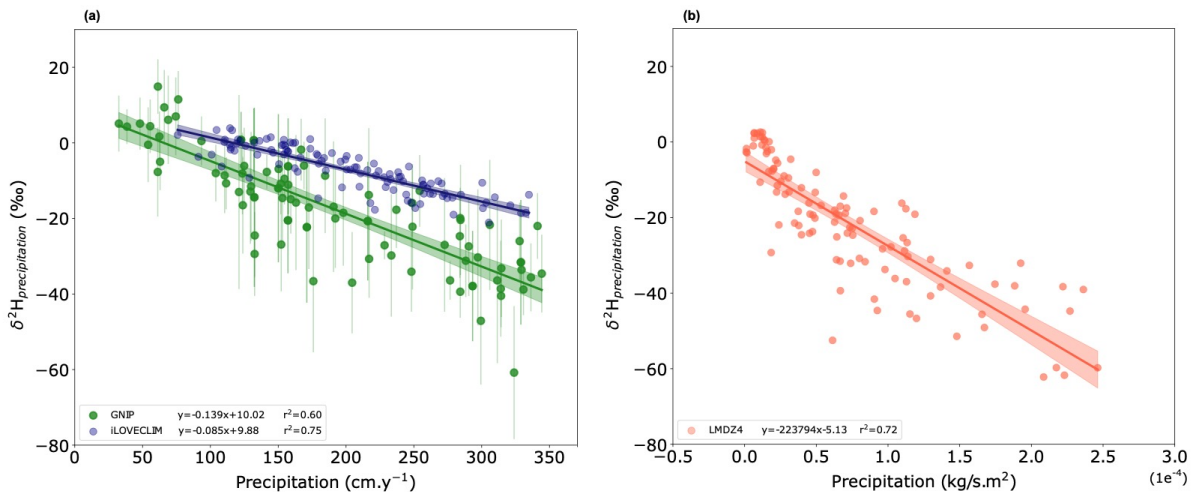 (a)
20
0
−20
−40
−60
−80
δ²H_precipitation (‰)
GNIP y=-0.139x+10.02 r²=0.60
iLOVECLIM y=-0.085x+9.88 r²=0.75
0 50 100 150 200 250 300 350
Precipitation (cm.y⁻¹)
(b)
20
0
−20
−40
−60
−80
δ²H_precipitation (‰)
LMDZ4 y=-223794x-5.13 r²=0.72
−0.5 0.0 0.5 1.0 1.5 2.0 2.5 3.0
(1e⁻⁴)
Precipitation (kg/s.m²)